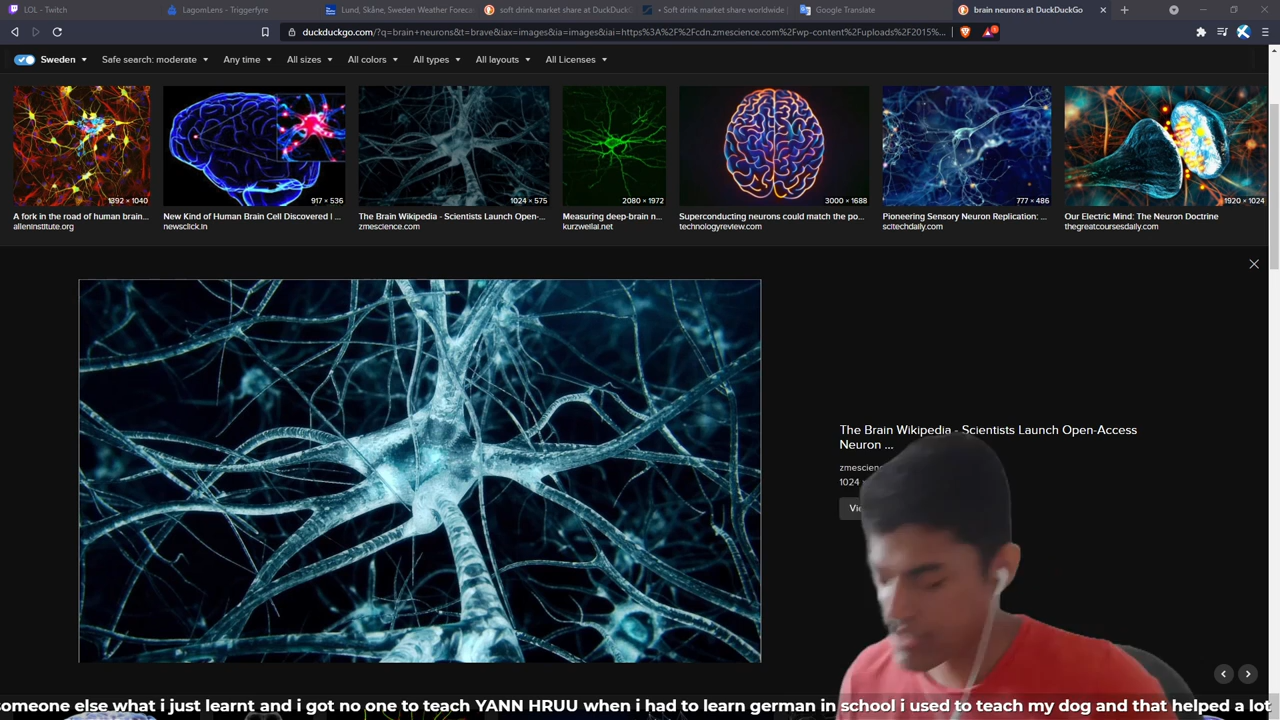 LOL - Twitch
LagomLens - Triggerfyre
Lund, Skåne, Sweden Weather Foreca
soft drink market share at DuckDuckG
• Soft drink market share worldwide |
Google Translate
brain neurons at DuckDuckGo
duckduckgo.com/?q=brain+neurons&t=brave&iax=images&ia=images&iai=https%3A%2F%2Fcdn.zmescience.com%2Fwp-content%2Fuploads%2F2015%...
Sweden
Safe search: moderate
Any time
All sizes
All colors
All types
All layouts
All Licenses
1392 × 1040
917 × 536
1024 × 575
2080 × 1972
3000 × 1688
777 × 486
1920 × 1024
A fork in the road of human brain...
alleninstitute.org
New Kind of Human Brain Cell Discovered | ...
newsclick.in
The Brain Wikipedia - Scientists Launch Open-...
zmescience.com
Measuring deep-brain n...
kurzweilai.net
Superconducting neurons could match the po...
technologyreview.com
Pioneering Sensory Neuron Replication: ...
scitechdaily.com
Our Electric Mind: The Neuron Doctrine
thegreatcoursesdaily.com
The Brain Wikipedia - Scientists Launch Open-Access
Neuron ...
zmescienc
1024
Vie
someone else what i just learnt and i got no one to teach YANN HRUU when i had to learn german in school i used to teach my dog and that helped a lot